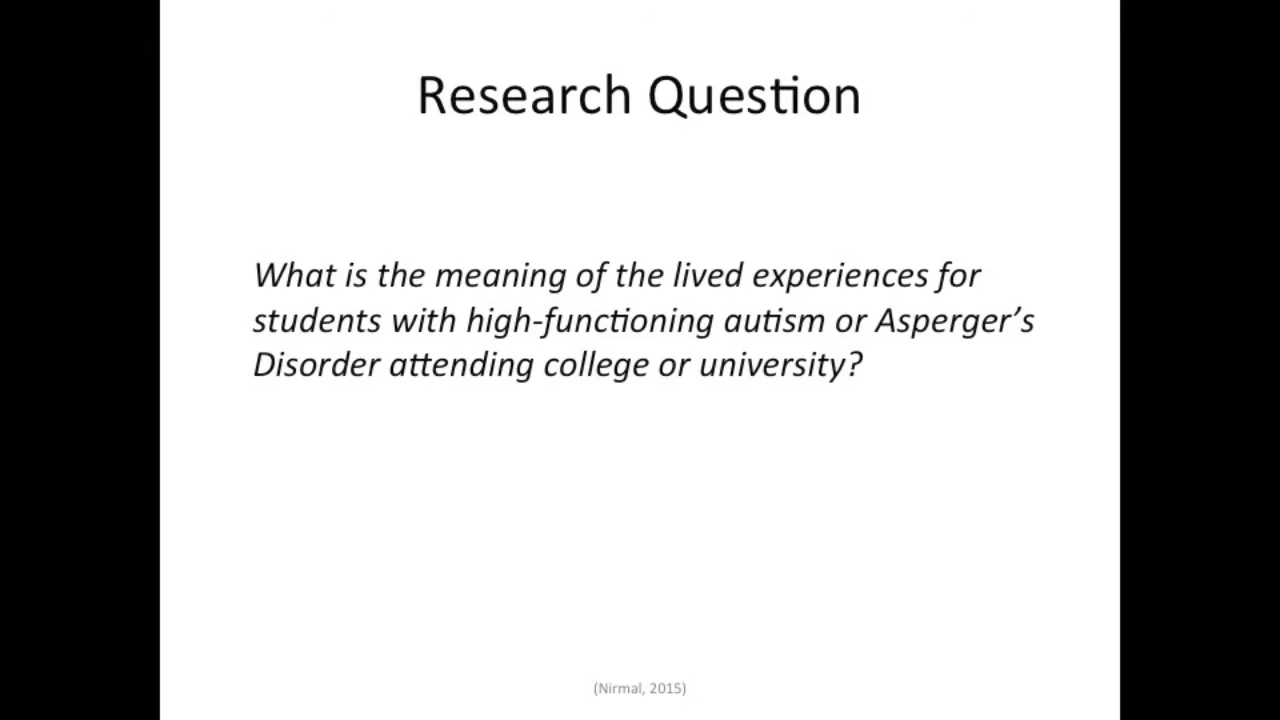 Research Question
What is the meaning of the lived experiences for
students with high-functioning autism or Asperger’s
Disorder attending college or university?
(Nirmal, 2015)